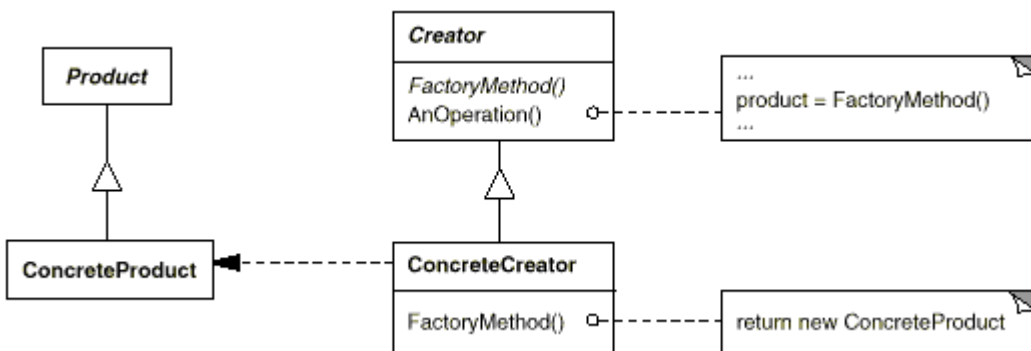 Product
Creator
FactoryMethod()
AnOperation()
...
product = FactoryMethod()
...
ConcreteProduct
ConcreteCreator
FactoryMethod()
return new ConcreteProduct